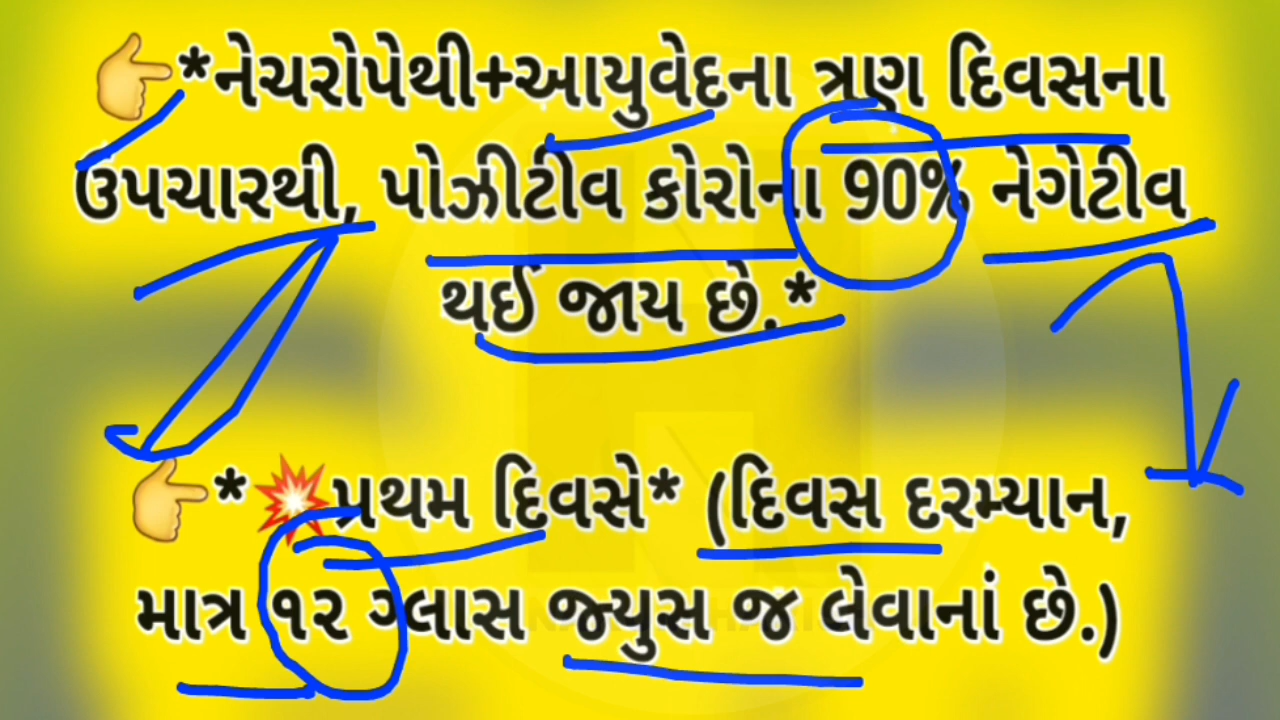 👉*નેચરોપેથી+આયુવેદના ત્રણ દિવસના
ઉપચારથી, પોઝીટીવ કોરોના 90% નેગેટીવ
થઈ જાય છે.*
👉*💥પ્રથમ દિવસે* (દિવસ દરમ્યાન,
માત્ર ૧૨ ગ્લાસ જ્યુસ જ લેવાનાં છે.)